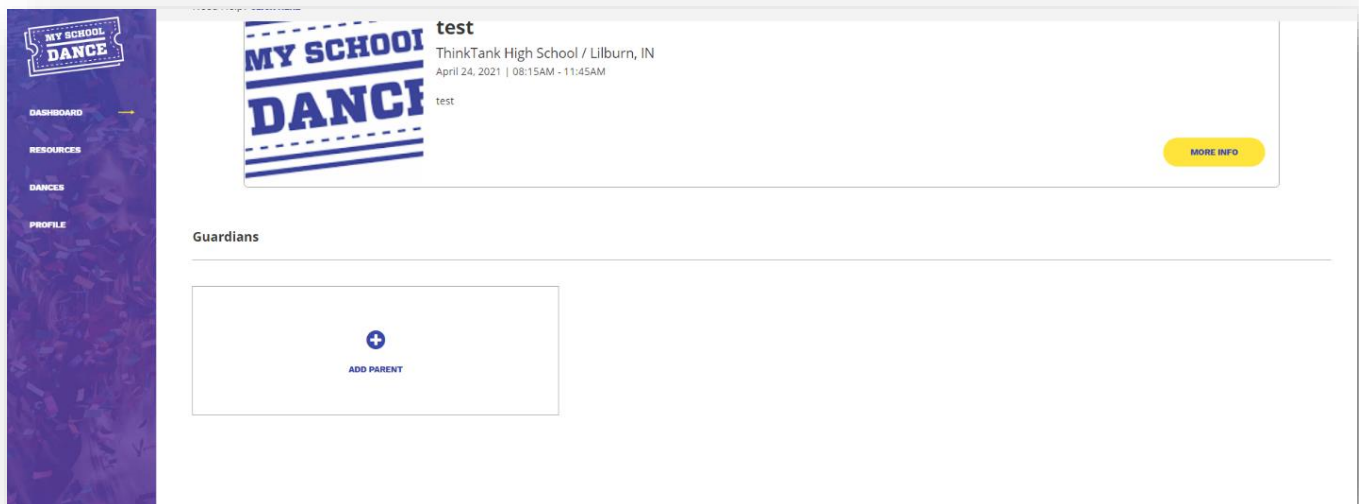 MY SCHOOL
DANCE
DASHBOARD
RESOURCES
DANCES
PROFILE
MY SCHOOL
DANCE
test
ThinkTank High School / Lilburn, IN
April 24, 2021 | 08:15AM - 11:45AM
test
MORE INFO
Guardians
ADD PARENT